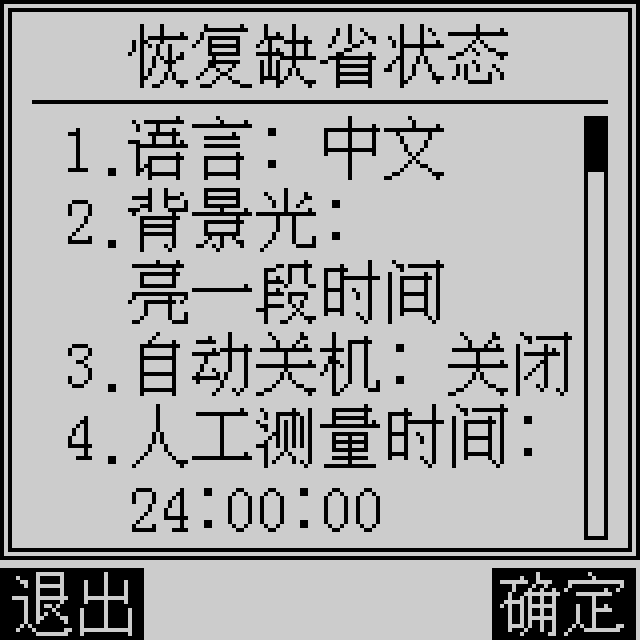 恢复缺省状态
1.语言：中文
2.背景光：
亮一段时间
3.自动关机：关闭
4.人工测量时间：
24:00:00
退出 确定